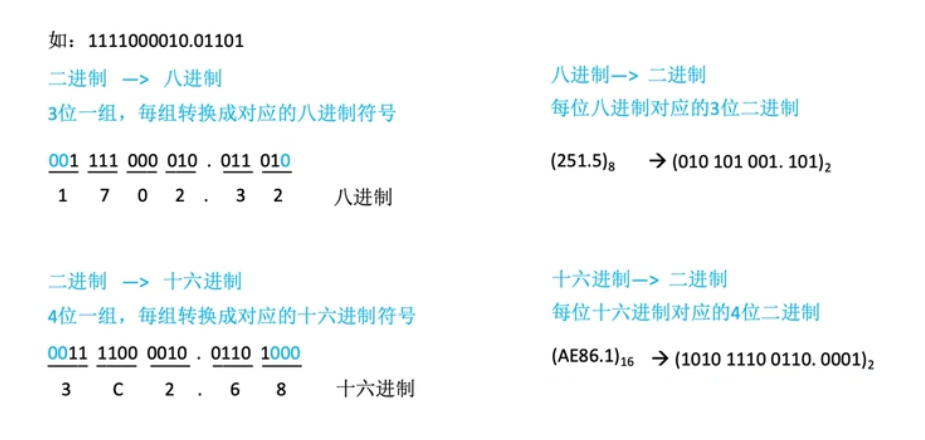 如：1111000010.01101
二进制 —> 八进制
3位一组，每组转换成对应的八进制符号
001 111 000 010 . 011 010
1 7 0 2 . 3 2 八进制
二进制 —> 十六进制
4位一组，每组转换成对应的十六进制符号
0011 1100 0010 . 0110 1000
3 C 2 . 6 8 十六进制
八进制—> 二进制
每位八进制对应的3位二进制
(251.5)₈ → (010 101 001. 101)₂
十六进制—> 二进制
每位十六进制对应的4位二进制
(AE86.1)₁₆ → (1010 1110 0110. 0001)₂